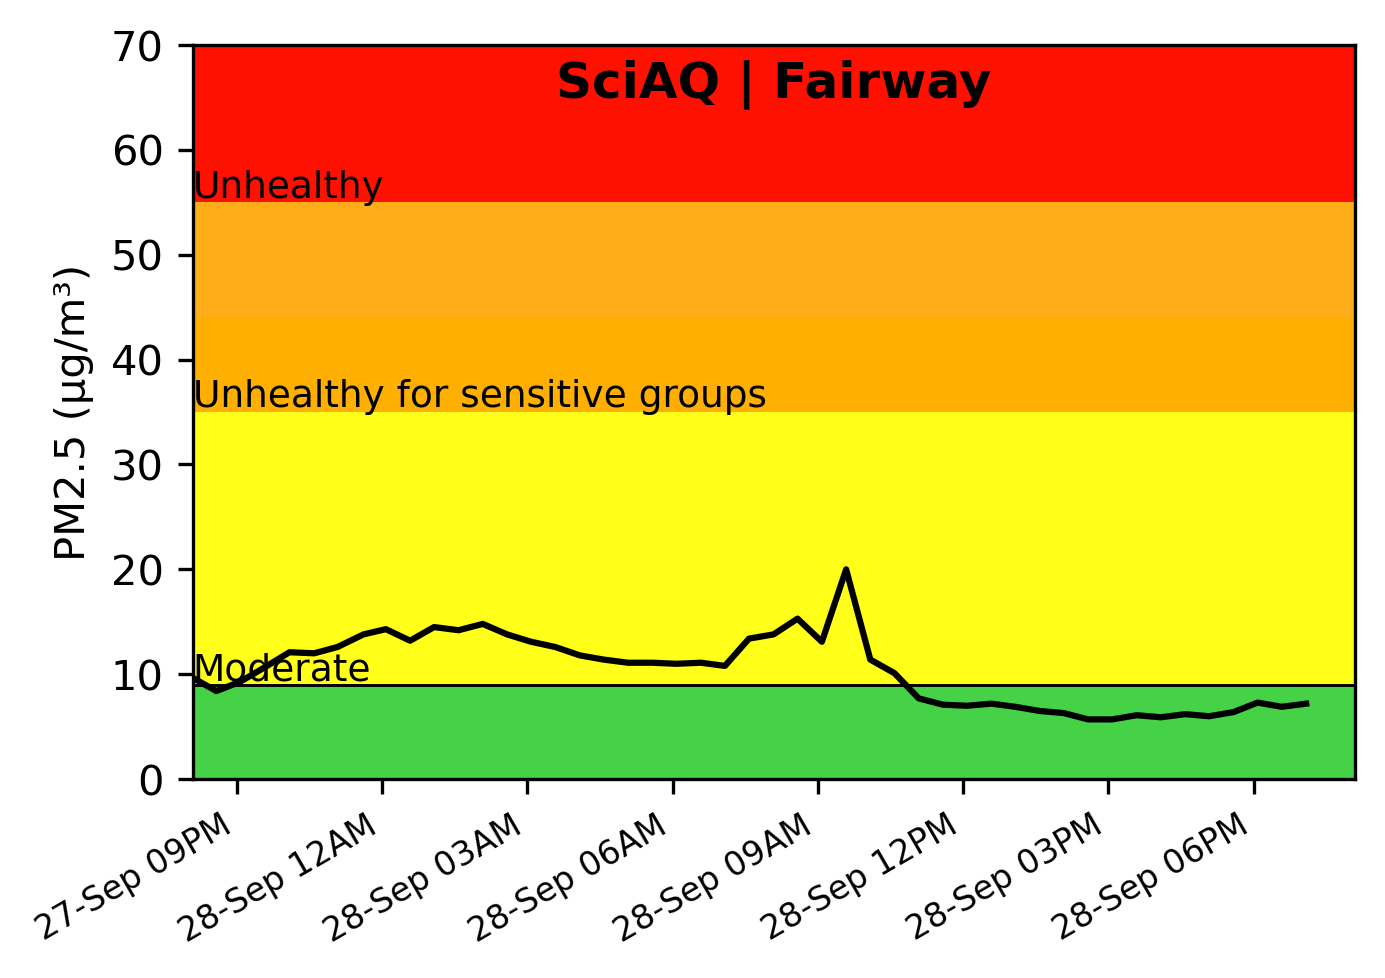 SciAQ | Fairway
70
60
Unhealthy
50
40
Unhealthy for sensitive groups
30
20
Moderate
10
0
PM2.5 (µg/m³)
27-Sep 09PM
28-Sep 12AM
28-Sep 03AM
28-Sep 06AM
28-Sep 09AM
28-Sep 12PM
28-Sep 03PM
28-Sep 06PM